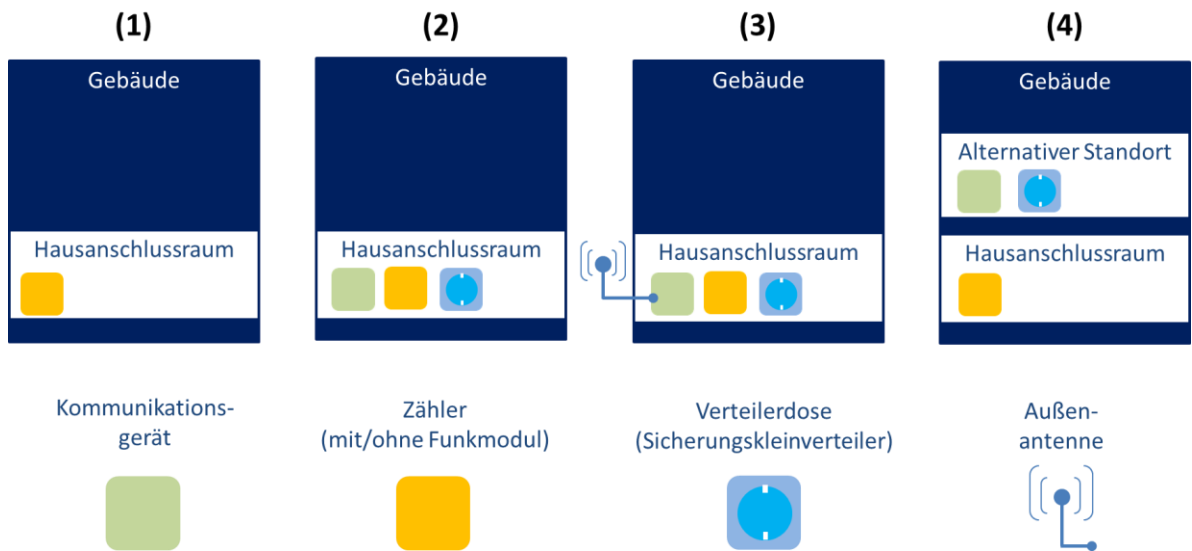 (1)
(2)
(3)
(4)
Gebäude
Gebäude
Gebäude
Gebäude
Alternativer Standort
Hausanschlussraum
Hausanschlussraum
Hausanschlussraum
Hausanschlussraum
Kommunikations-
gerät
Zähler
(mit/ohne Funkmodul)
Verteilerdose
(Sicherungskleinverteiler)
Außen-
antenne